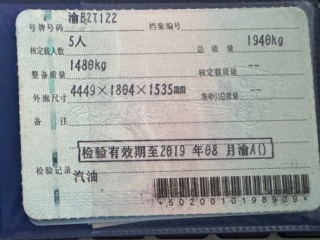 号牌号码 渝BZT122 档案编号
核定载人数 5人 总质量 1940kg
整备质量 1480kg 核定载质量 --
外廓尺寸 4449×1804×1535mm 准牵引总质量 --
备注
检验有效期至2019 年08 月渝A()
检验记录 汽油
*5020010198909*